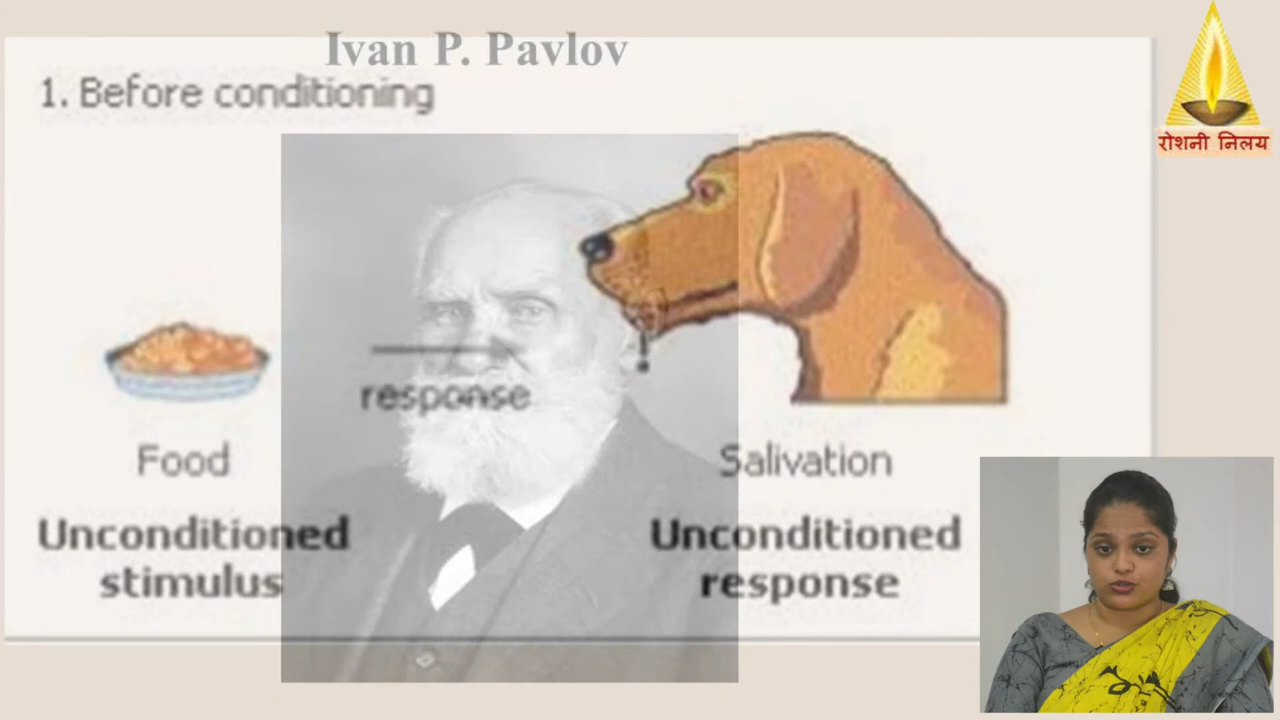 Ivan P. Pavlov
1. Before conditioning
रोशनी निलय
response
Food
Salivation
Unconditioned
stimulus
Unconditioned
response